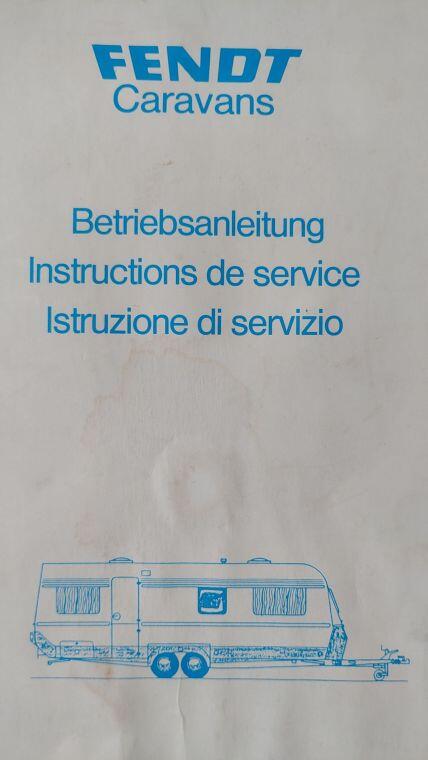 FENDT
Caravans
Betriebsanleitung
Instructions de service
Istruzione di servizio